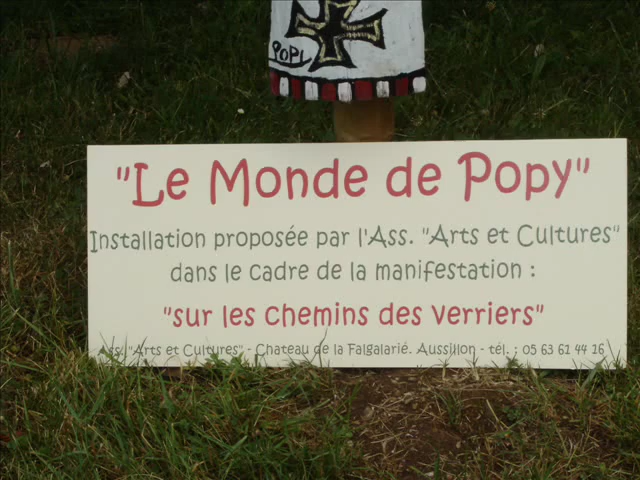 POPY
"Le Monde de Popy"
Installation proposée par l'Ass. "Arts et Cultures"
dans le cadre de la manifestation :
"sur les chemins des verriers"
Ass. "Arts et Cultures" - Chateau de la Falgalarié. Aussillon - tél. : 05 63 61 44 16